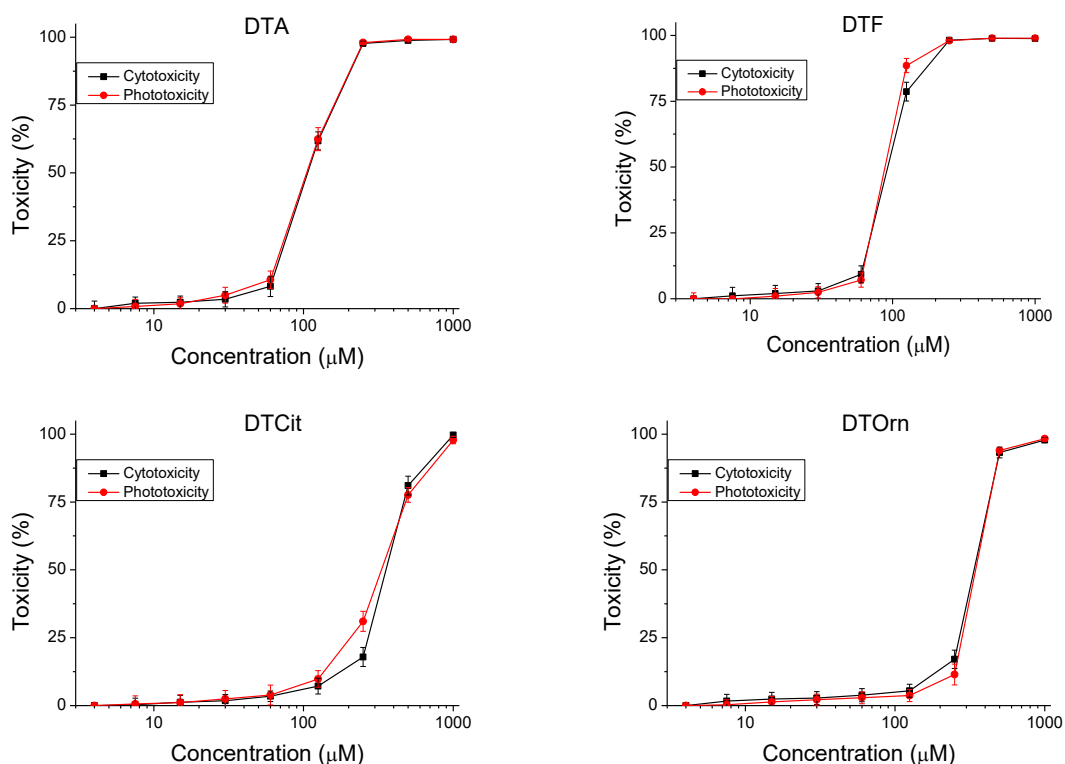 DTA
Cytotoxicity
Phototoxicity
Toxicity (%)
100
75
50
25
0
10
100
1000
Concentration (μM)
DTF
Cytotoxicity
Phototoxicity
Toxicity (%)
100
75
50
25
0
10
100
1000
Concentration (μM)
DTCit
Cytotoxicity
Phototoxicity
Toxicity (%)
100
75
50
25
0
10
100
1000
Concentration (μM)
DTOrn
Cytotoxicity
Phototoxicity
Toxicity (%)
100
75
50
25
0
10
100
1000
Concentration (μM)